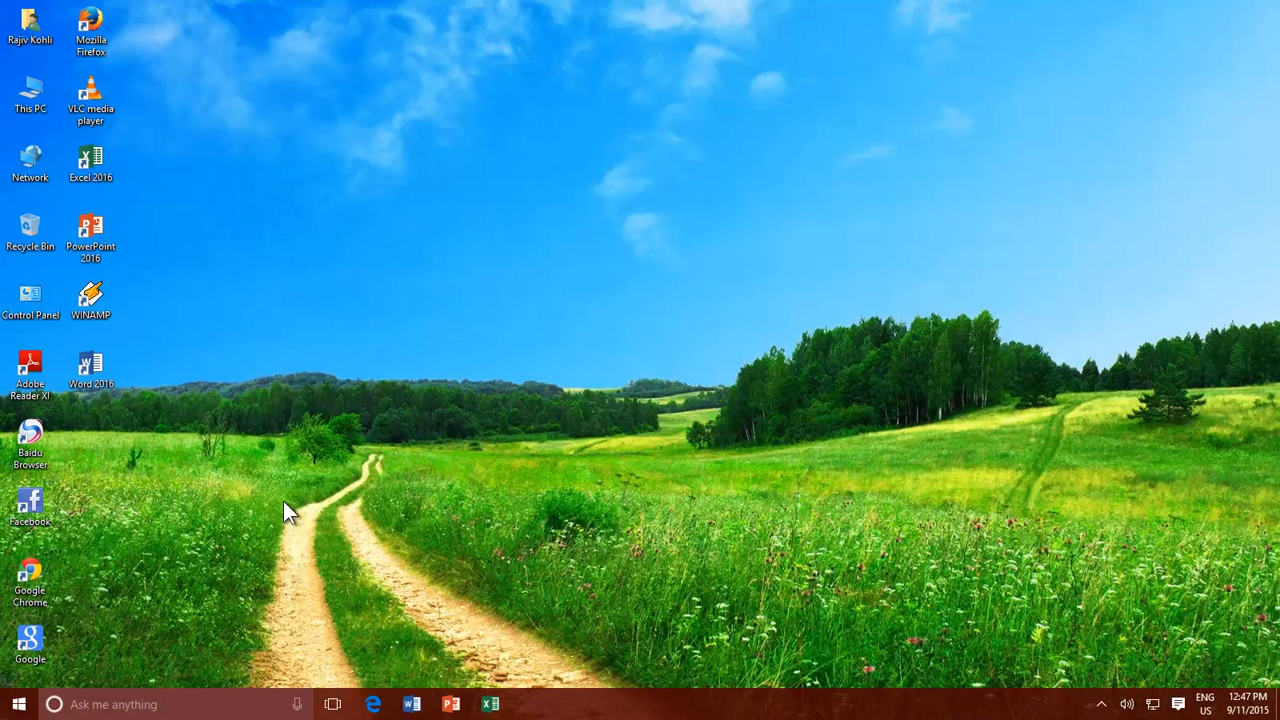 Rajiv Kohli
Mozilla
Firefox
This PC
VLC media
player
Network
Excel 2016
Recycle Bin
PowerPoint
2016
Control Panel
WINAMP
Adobe
Reader XI
Word 2016
Baidu
Browser
Facebook
Google
Chrome
Google
Ask me anything
ENG
US
12:47 PM
9/11/2015